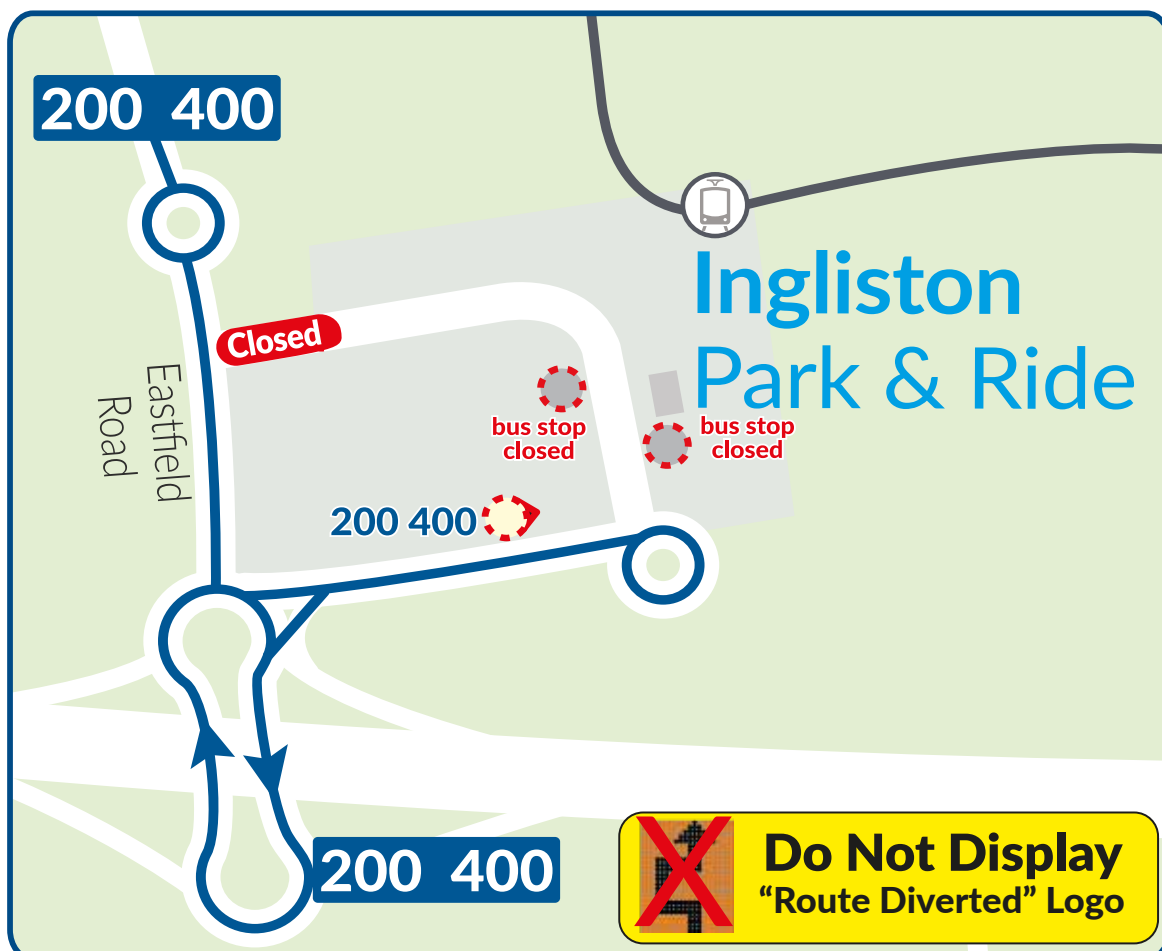 200 400
Ingliston
Park & Ride
Closed
Eastfield
Road
bus stop
closed
bus stop
closed
200 400
200 400
Do Not Display
“Route Diverted” Logo